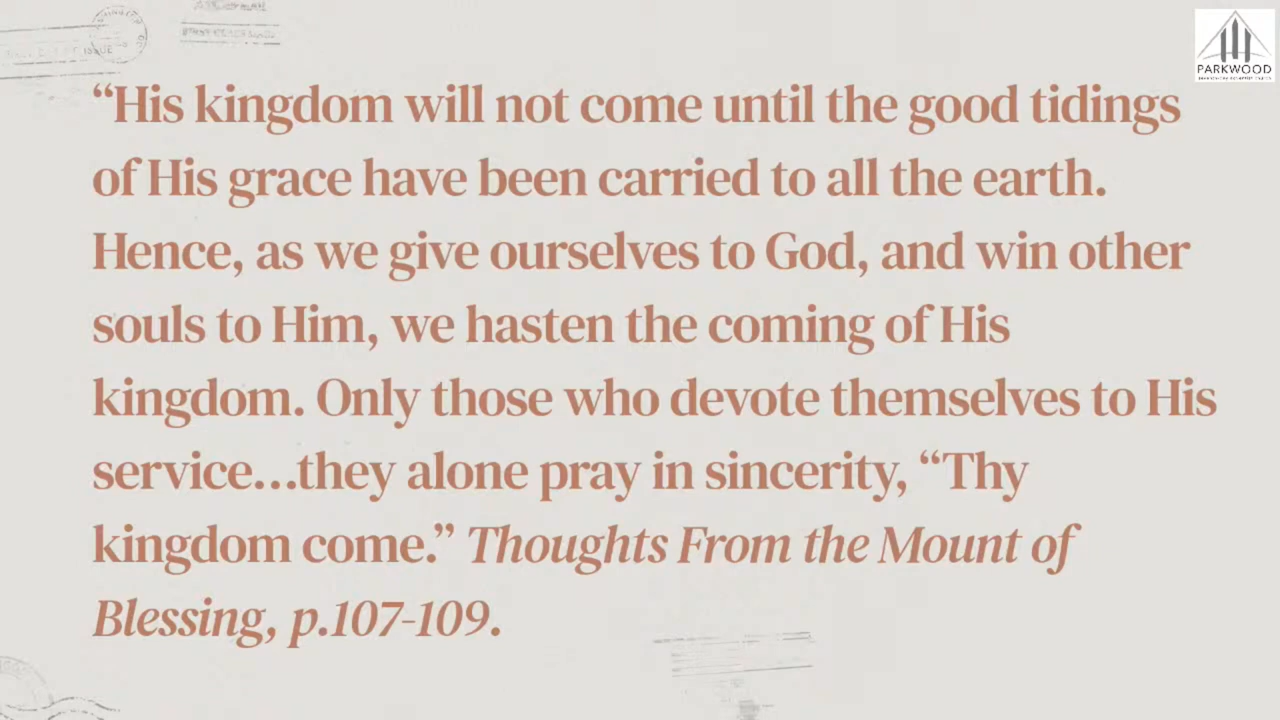 PARKWOOD
“His kingdom will not come until the good tidings
of His grace have been carried to all the earth.
Hence, as we give ourselves to God, and win other
souls to Him, we hasten the coming of His
kingdom. Only those who devote themselves to His
service...they alone pray in sincerity, “Thy
kingdom come.” Thoughts From the Mount of
Blessing, p.107-109.